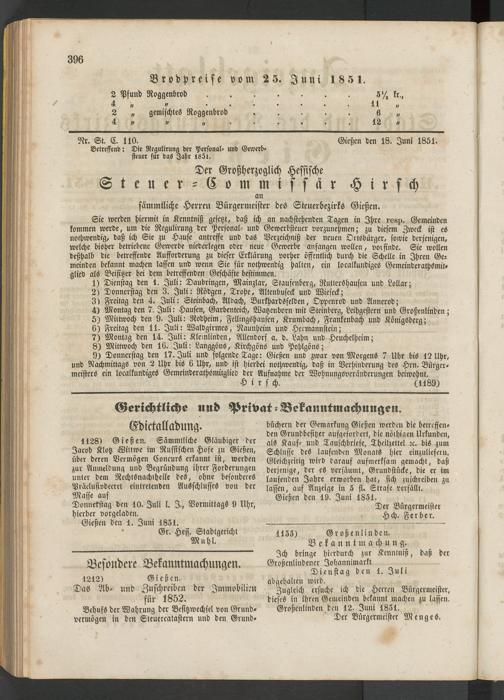 396
Brodpreise vom 25. Juni 1851.
2 Pfund Roggenbrod . . . . . . . 5½ kr.,
4 „ „ . . . . . . . 11 „
2 „ gemischtes Roggenbrod . . . . . 6 „
4 „ „ „ . . . . . 12 „
Nr. St. C. 110. Gießen den 18. Juni 1851.
Betreffend: Die Regulirung der Personal- und Gewerb-
steuer für das Jahr 1851.
Der Großherzoglich Hessische
Steuer-Commissär Hirsch
an
sämmtliche Herren Bürgermeister des Steuerbezirks Gießen.
Sie werden hiermit in Kenntniß gesetzt, daß ich an nachstehenden Tagen in Ihre resp. Gemeinden
kommen werde, um die Regulirung der Personal- und Gewerbsteuer vorzunehmen; zu diesem Zweck ist es
nothwendig, daß ich Sie zu Hause antreffe und das Verzeichniß der neuen Ortsbürger, sowie derjenigen,
welche bisher betriebene Gewerbe niederlegen oder neue Gewerbe anfangen wollen, vorfinde. Sie wollen
deßhalb die betreffende Aufforderung zu dieser Erklärung vorher öffentlich durch die Schelle in Ihren Ge-
meinden bekannt machen lassen und wenn Sie für nothwendig halten, ein localkundiges Gemeinderathsmit-
glied als Beisitzer bei dem betreffenden Geschäfte bestimmen.
1) Dienstag den 1. Juli: Daubringen, Mainzlar, Staufenberg, Ruttershausen und Lollar;
2) Donnerstag den 3. Juli: Rödgen, Trohe, Altenbuseck und Wieseck;
3) Freitag den 4. Juli: Steinbach, Albach, Burkhardsfelden, Oppenrod und Annerod;
4) Montag den 7. Juli: Hausen, Garbenteich, Watzenborn mit Steinberg, Leihgestern und Großenlinden;
5) Mittwoch den 9. Juli: Rodheim, Fellingshausen, Krumbach, Frankenbach und Königsberg;
6) Freitag den 11. Juli: Waldgirmes, Naunheim und Hermannstein;
7) Montag den 14. Juli: Kleinlinden, Allendorf a. d. Lahn und Heuchelheim;
8) Mittwoch den 16. Juli: Langgöns, Kirchgöns und Pohlgöns;
9) Donnerstag den 17. Juli und folgende Tage: Gießen und zwar von Morgens 7 Uhr bis 12 Uhr,
und Nachmittags von 2 Uhr bis 6 Uhr, und ist hierbei nothwendig, daß in Verbindung des Hrn. Bürger-
meisters ein localkundiges Gemeinderathsmitglied der Aufnahme der Wohnungsveränderungen beiwohnt.
Hirsch. (1189)
Gerichtliche und Privat-Bekanntmachungen.
Edictalladung.
1128) Gießen. Sämmtliche Gläubiger der
Jacob Klotz Wittwe im Russischen Hofe zu Gießen,
über deren Vermögen Concurs erkannt ist, werden
zur Anmeldung und Begründung ihrer Forderungen
unter dem Rechtsnachtheile des, ohne besonderes
Präclusivdecret eintretenden Ausschlusses von der
Masse auf
Donnerstag den 10. Juli l. J., Vormittags 9 Uhr,
hierher vorgeladen.
Gießen den 1. Juni 1851.
Gr. Hess. Stadtgericht
Muhl.
Besondere Bekanntmachungen.
1212) Gießen.
Das Ab- und Zuschreiben der Immobilien
für 1852.
Behufs der Wahrung der Besitzwechsel von Grund-
vermögen in den Steuercatastern und den Grund-
büchern der Gemarkung Gießen werden die betreffen-
den Grundbesitzer aufgefordert, die nöthigen Urkunden,
als Kauf- und Tauschbriefe, Theilzettel ꝛc. bis zum
Schlusse des laufenden Monats hier einzuliefern.
Gleichzeitig wird darauf aufmerksam gemacht, daß
derjenige, der es versäumt, Grundstücke, die er im
laufenden Jahre erworben hat, sich zuschreiben zu
lassen, auf Anzeige in 5 fl. Strafe verfällt.
Gießen den 19. Juni 1851.
Der Bürgermeister
Hch. Ferber.
1155) Großenlinden.
Bekanntmachung.
Ich bringe hierdurch zur Kenntniß, daß der
Großenlindener Johannimarkt
Dienstag den 1. Juli
abgehalten wird.
Zugleich ersuche ich die Herren Bürgermeister,
dieses in Ihren Gemeinden bekannt machen zu lassen.
Großenlinden den 12. Juni 1851.
Der Bürgermeister Menges.